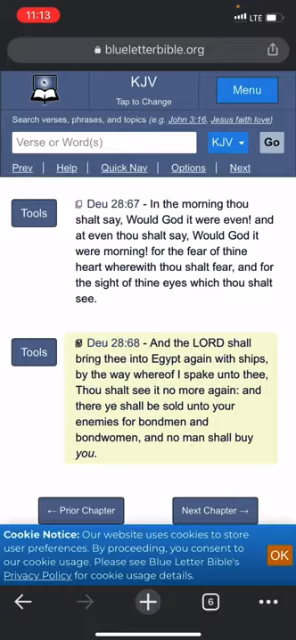 11:13
LTE
blueletterbible.org
KJV
Tap to Change
Menu
Search verses, phrases, and topics (e.g. John 3:16, Jesus faith love)
Verse or Word(s)
KJV
Go
Prev | Help | Quick Nav | Options | Next
Tools
Deu 28:67 - In the morning thou
shalt say, Would God it were even! and
at even thou shalt say, Would God it
were morning! for the fear of thine
heart wherewith thou shalt fear, and for
the sight of thine eyes which thou shalt
see.
Tools
Deu 28:68 - And the LORD shall
bring thee into Egypt again with ships,
by the way whereof I spake unto thee,
Thou shalt see it no more again: and
there ye shall be sold unto your
enemies for bondmen and
bondwomen, and no man shall buy
you.
← Prior Chapter
Next Chapter →
Cookie Notice: Our website uses cookies to store
user preferences. By proceeding, you consent to
our cookie usage. Please see Blue Letter Bible's
Privacy Policy for cookie usage details.
OK
6